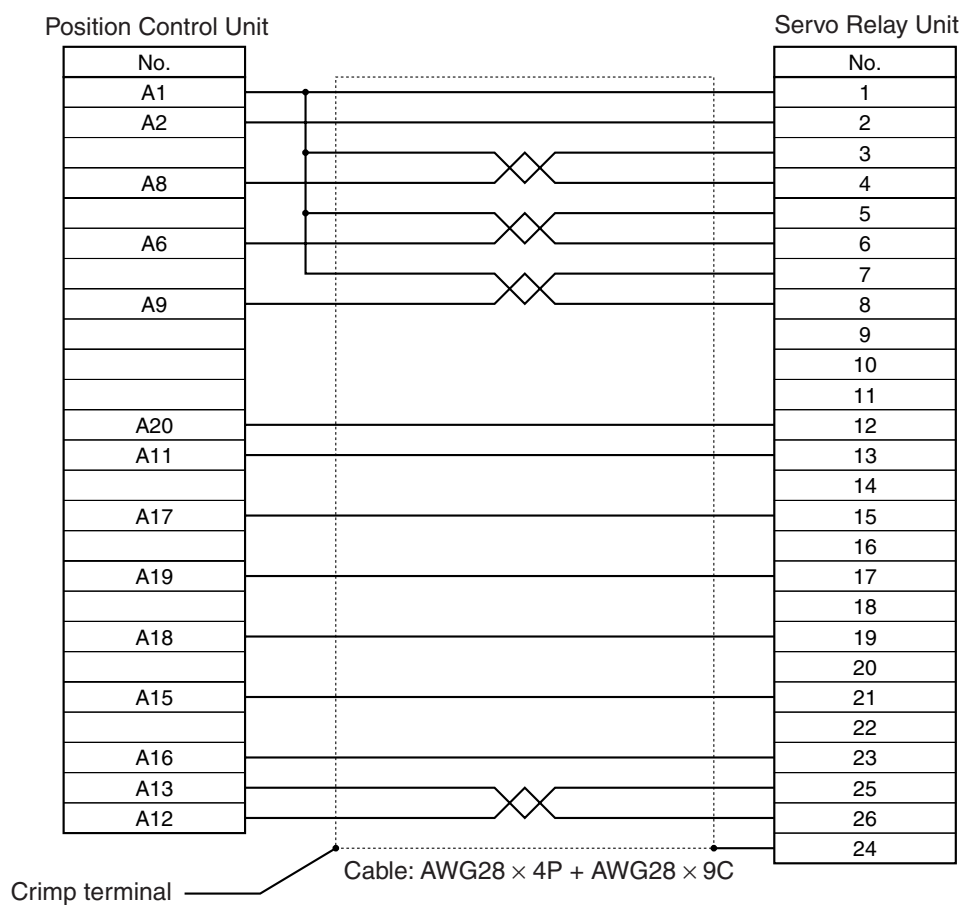 Position Control Unit Servo Relay Unit
No. No.
A1 1
A2 2
3
A8 4
5
A6 6
7
A9 8
9
10
11
A20 12
A11 13
14
A17 15
16
A19 17
18
A18 19
20
A15 21
22
A16 23
A13 25
A12 26
24
Cable: AWG28 × 4P + AWG28 × 9C
Crimp terminal